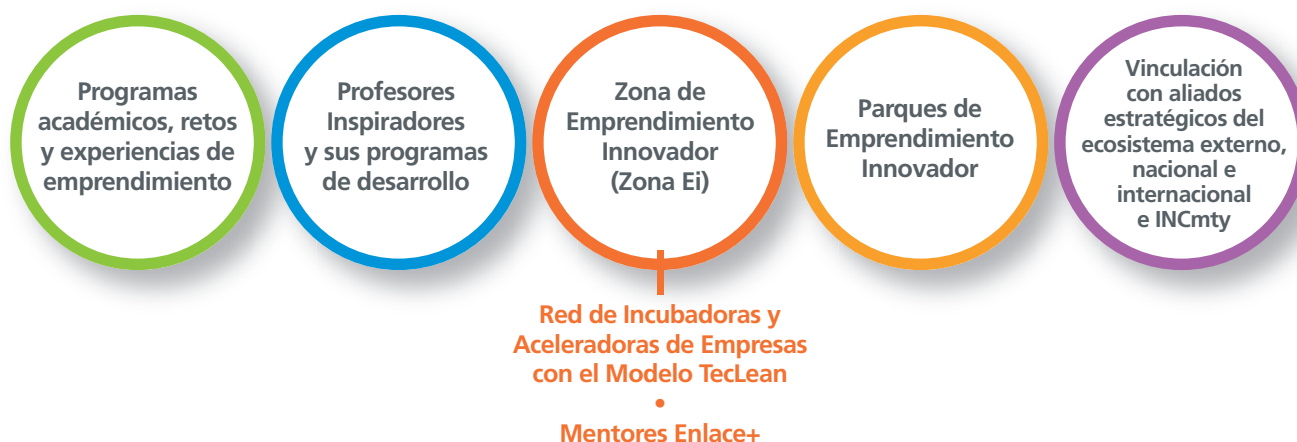 Programas
académicos, retos
y experiencias de
emprendimiento
Profesores
Inspiradores
y sus programas
de desarrollo
Zona de
Emprendimiento
Innovador
(Zona Ei)
Parques de
Emprendimiento
Innovador
Vinculación
con aliados
estratégicos del
ecosistema externo,
nacional e
internacional
e INCmty
Red de Incubadoras y
Aceleradoras de Empresas
con el Modelo TecLean
•
Mentores Enlace+